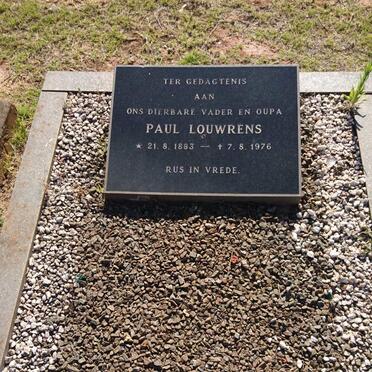 TER GEDAGTENIS
AAN
ONS DIERBARE VADER EN OUPA
PAUL LOUWRENS
* 21. 8. 1883 — † 7. 8. 1976
RUS IN VREDE.